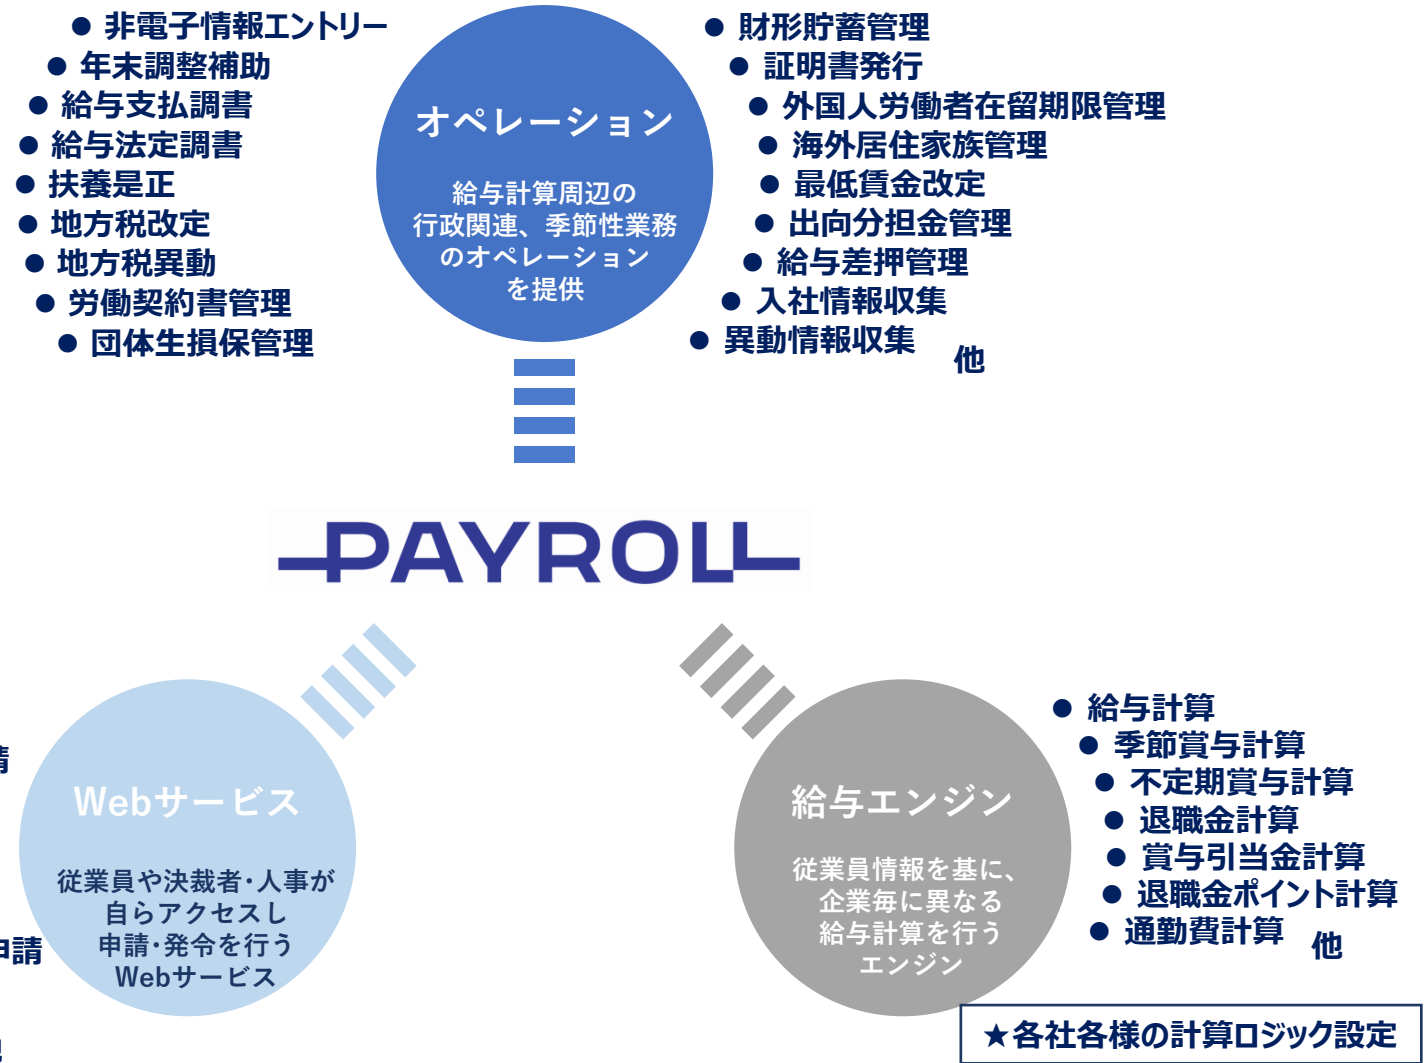 ● 非電子情報エントリー
● 年末調整補助
● 給与支払調書
● 給与法定調書
● 扶養是正
● 地方税改定
● 地方税異動
● 労働契約書管理
● 団体生損保管理
オペレーション
給与計算周辺の
行政関連、季節性業務
のオペレーション
を提供
● 財形貯蓄管理
● 証明書発行
● 外国人労働者在留期限管理
● 海外居住家族管理
● 最低賃金改定
● 出向分担金管理
● 給与差押管理
● 入社情報収集
● 異動情報収集
他
PAYROLL
請
申請
Webサービス
従業員や決裁者・人事が
自らアクセスし
申請・発令を行う
Webサービス
給与エンジン
従業員情報を基に、
企業毎に異なる
給与計算を行う
エンジン
● 給与計算
● 季節賞与計算
● 不定期賞与計算
● 退職金計算
● 賞与引当金計算
● 退職金ポイント計算
● 通勤費計算
他
★各社各様の計算ロジック設定